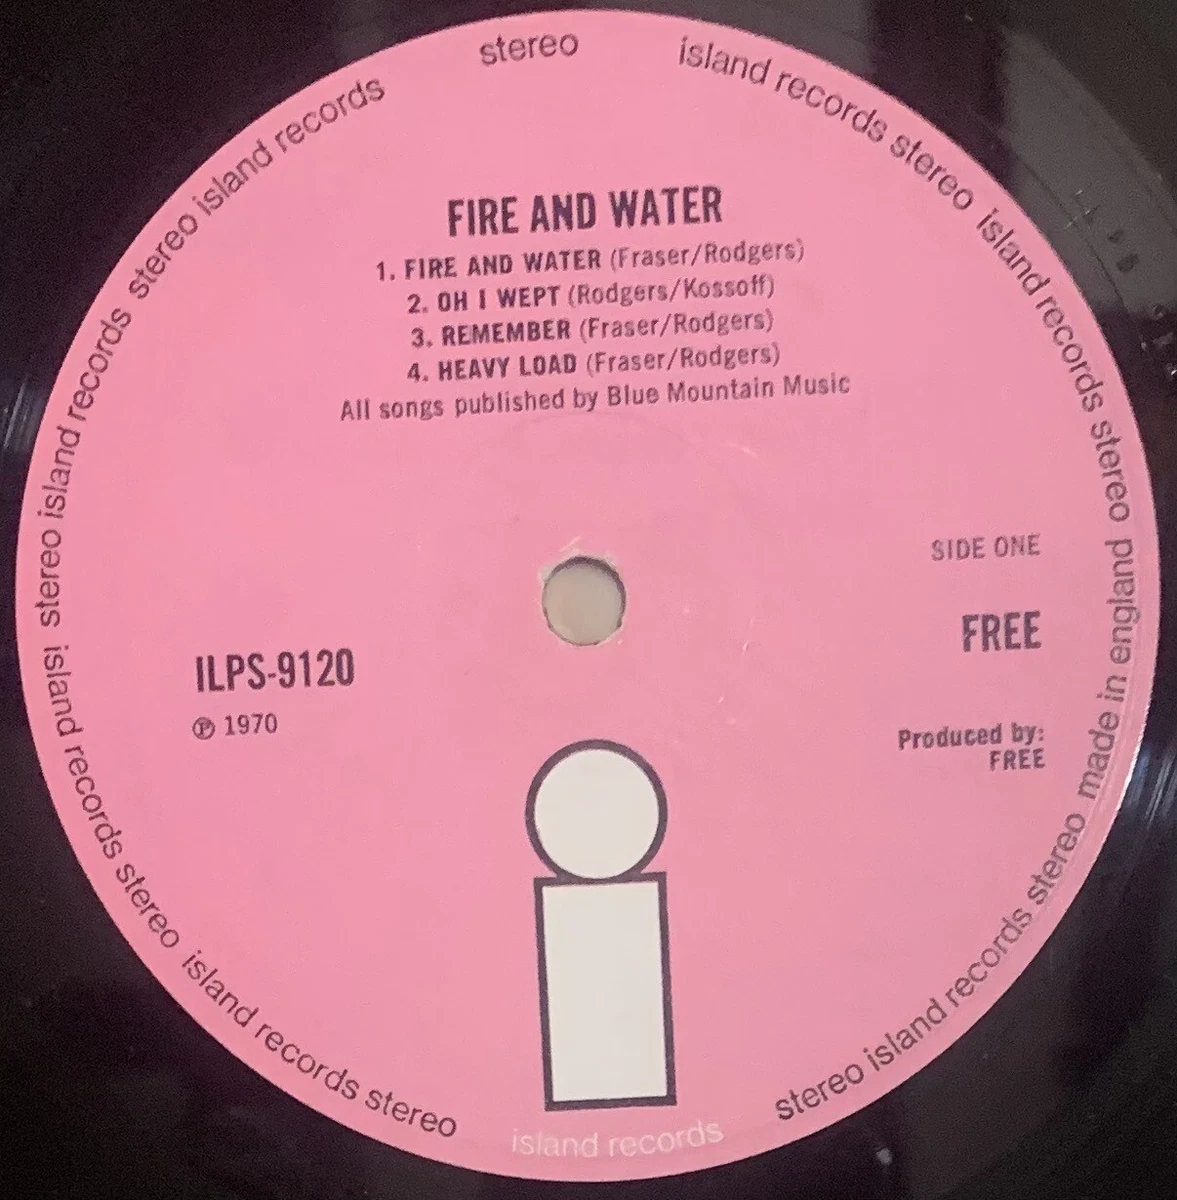 stereo
island records stereo island records stereo made in england
stereo island records stereo
island records
island records stereo island records stereo
stereo island records stereo island records
isi
FIRE AND WATER
1. FIRE AND WATER (Fraser/Rodgers)
2. OH I WEPT (Rodgers/Kossoff)
3. REMEMBER (Fraser/Rodgers)
4. HEAVY LOAD (Fraser/Rodgers)
All songs published by Blue Mountain Music
SIDE ONE
FREE
ILPS-9120
℗ 1970
Produced by:
FREE